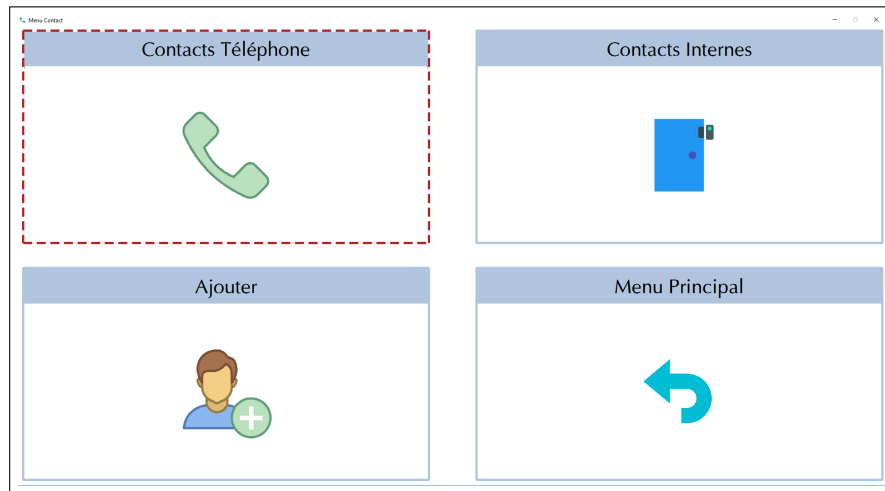 Menu Contact
Contacts Téléphone
Contacts Internes
Ajouter
Menu Principal